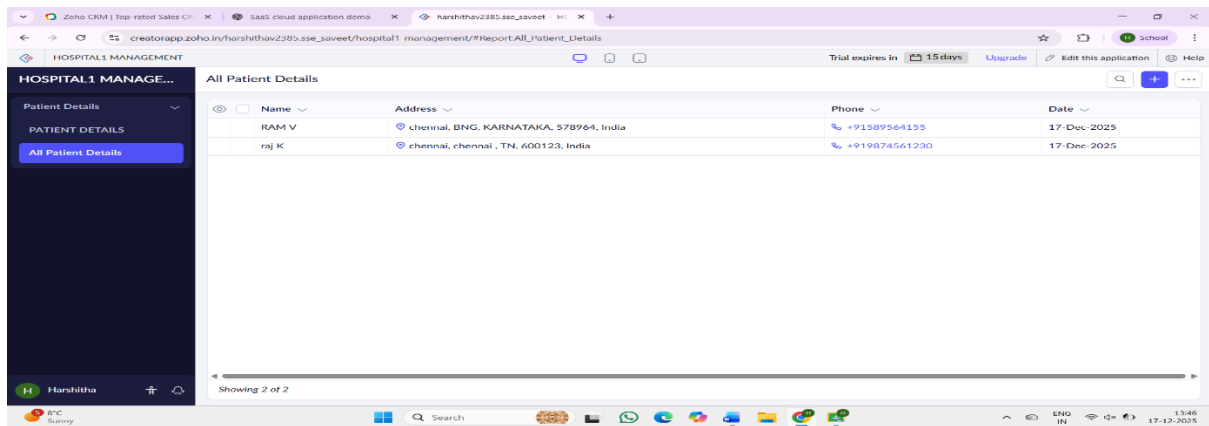 Zoho CRM | Top-rated Sales CR
SaaS cloud application demo
harshithav2385.sse_saveet - HO
creatorapp.zoho.in/harshithav2385.sse_saveet/hospital1-management/#Report:All_Patient_Details
School
HOSPITAL1 MANAGEMENT
Trial expires in 15 days Upgrade Edit this application Help
HOSPITAL1 MANAGE...
All Patient Details
Patient Details
PATIENT DETAILS
All Patient Details
Name Address Phone Date
RAM V chennai, BNG, KARNATAKA, 578964, India +91589564155 17-Dec-2025
raj K chennai, chennai , TN, 600123, India +919874561230 17-Dec-2025
H Harshitha
Showing 2 of 2
8°C
Sunny
Search
ENG
IN
13:46
17-12-2025